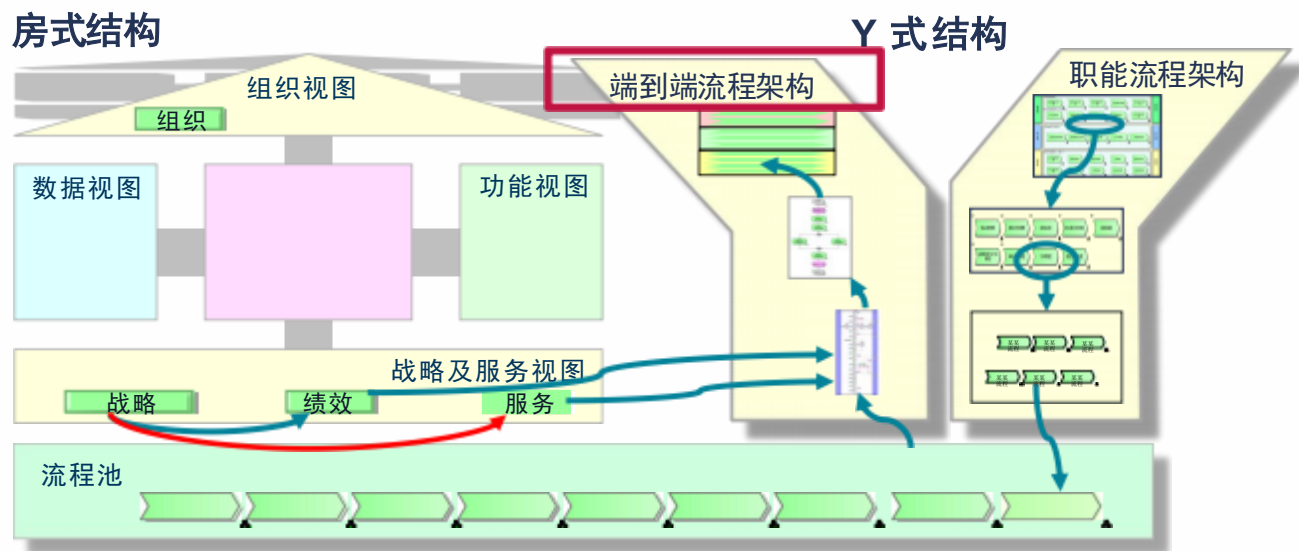 房式结构
Y 式结构
组织视图
组织
端到端流程架构
职能流程架构
数据视图
功能视图
战略及服务视图
战略
绩效
服务
流程池